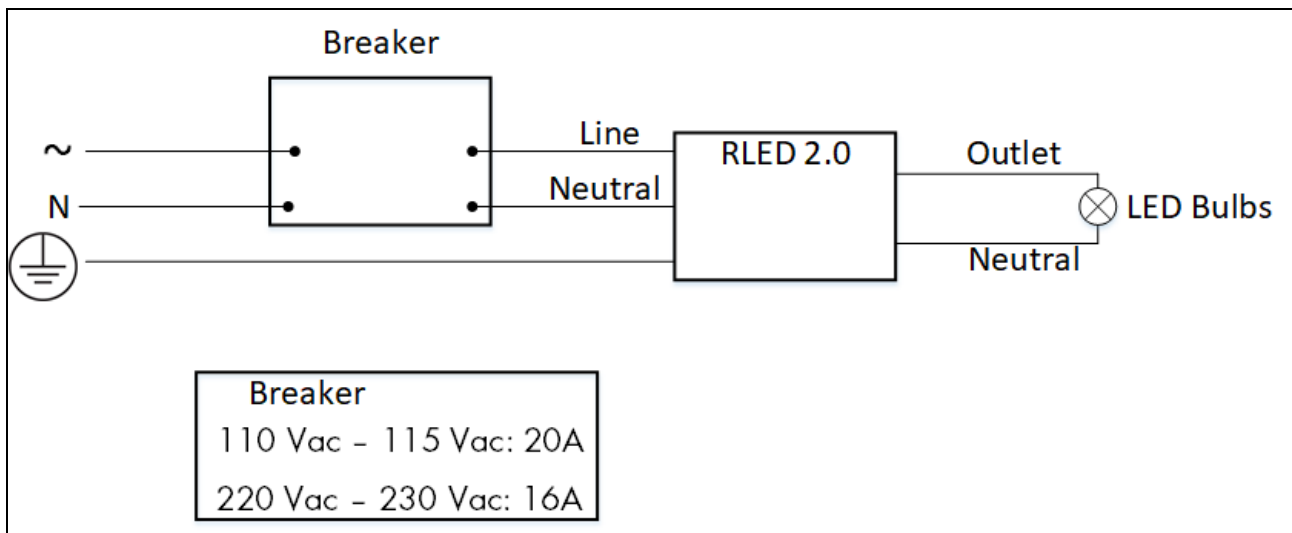 Breaker
~
Line
RLED 2.0
Outlet
N
Neutral
LED Bulbs
Neutral
Breaker
110 Vac – 115 Vac: 20A
220 Vac – 230 Vac: 16A